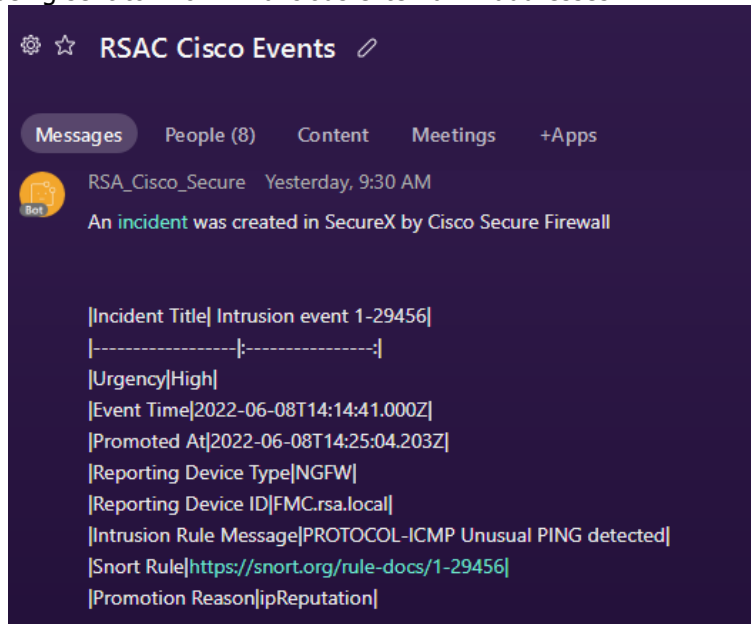 RSAC Cisco Events
Messages People (8) Content Meetings +Apps
RSA_Cisco_Secure Yesterday, 9:30 AM
Bot
An incident was created in SecureX by Cisco Secure Firewall
|Incident Title| Intrusion event 1-29456|
|------------------|:----------------:|
|Urgency|High|
|Event Time|2022-06-08T14:14:41.000Z|
|Promoted At|2022-06-08T14:25:04.203Z|
|Reporting Device Type|NGFW|
|Reporting Device ID|FMC.rsa.local|
|Intrusion Rule Message|PROTOCOL-ICMP Unusual PING detected|
|Snort Rule|https://snort.org/rule-docs/1-29456|
|Promotion Reason|ipReputation|